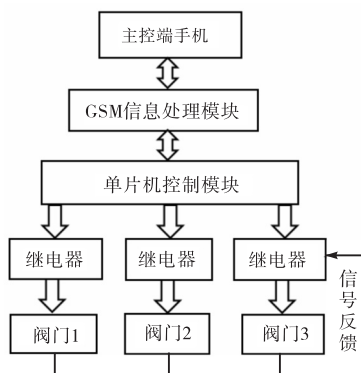 主控端手机
GSM信息处理模块
单片机控制模块
继电器
继电器
继电器
信号反馈
阀门1
阀门2
阀门3